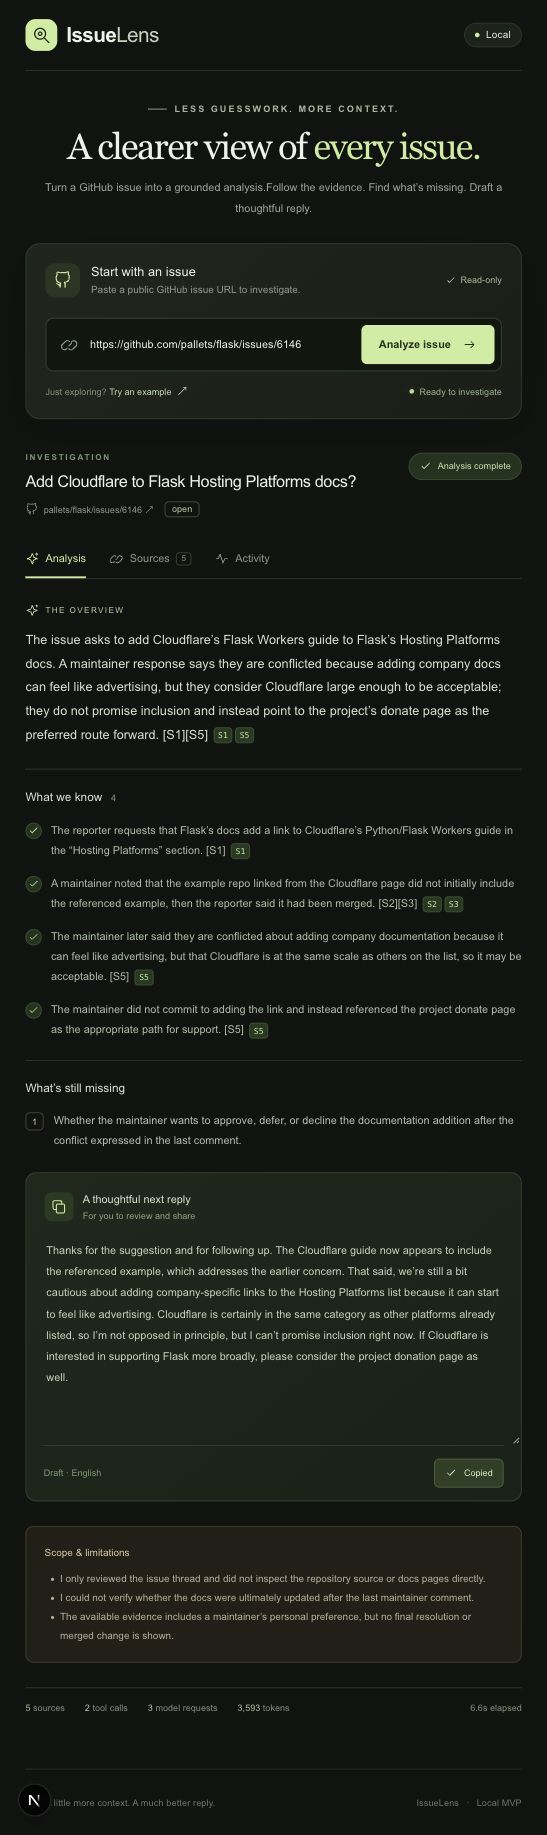 IssueLens
Local
LESS GUESSWORK. MORE CONTEXT.
A clearer view of every issue.
Turn a GitHub issue into a grounded analysis.Follow the evidence. Find what's missing. Draft a
thoughtful reply.
Start with an issue
Paste a public GitHub issue URL to investigate.
Read-only
https://github.com/pallets/flask/issues/6146
Analyze issue →
Just exploring? Try an example ↗
Ready to investigate
INVESTIGATION
Add Cloudflare to Flask Hosting Platforms docs?
Analysis complete
pallets/flask/issues/6146 ↗ open
Analysis
Sources 5
Activity
THE OVERVIEW
The issue asks to add Cloudflare's Flask Workers guide to Flask's Hosting Platforms
docs. A maintainer response says they are conflicted because adding company docs
can feel like advertising, but they consider Cloudflare large enough to be acceptable;
they do not promise inclusion and instead point to the project's donate page as the
preferred route forward. [S1][S5] S1 S5
What we know 4
The reporter requests that Flask's docs add a link to Cloudflare's Python/Flask Workers guide in
the “Hosting Platforms” section. [S1] S1
A maintainer noted that the example repo linked from the Cloudflare page did not initially include
the referenced example, then the reporter said it had been merged. [S2][S3] S2 S3
The maintainer later said they are conflicted about adding company documentation because it
can feel like advertising, but that Cloudflare is at the same scale as others on the list, so it may be
acceptable. [S5] S5
The maintainer did not commit to adding the link and instead referenced the project donate page
as the appropriate path for support. [S5] S5
What's still missing
1 Whether the maintainer wants to approve, defer, or decline the documentation addition after the
conflict expressed in the last comment.
A thoughtful next reply
For you to review and share
Thanks for the suggestion and for following up. The Cloudflare guide now appears to include
the referenced example, which addresses the earlier concern. That said, we're still a bit
cautious about adding company-specific links to the Hosting Platforms list because it can start
to feel like advertising. Cloudflare is certainly in the same category as other platforms already
listed, so I'm not opposed in principle, but I can't promise inclusion right now. If Cloudflare is
interested in supporting Flask more broadly, please consider the project donation page as
well.
Draft · English
Copied
Scope & limitations
• I only reviewed the issue thread and did not inspect the repository source or docs pages directly.
• I could not verify whether the docs were ultimately updated after the last maintainer comment.
• The available evidence includes a maintainer's personal preference, but no final resolution or
merged change is shown.
5 sources 2 tool calls 3 model requests 3,593 tokens 6.6s elapsed
N
little more context. A much better reply.
IssueLens · Local MVP